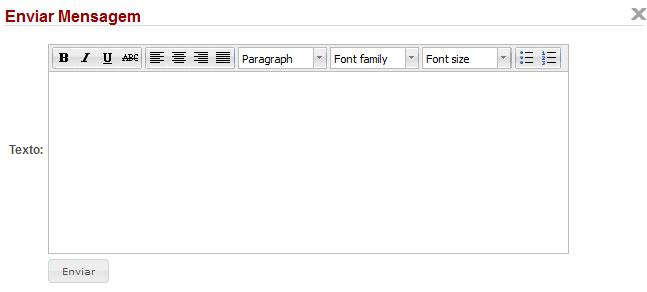 Enviar Mensagem
B I U ABC Paragraph Font family Font size
Texto:
Enviar